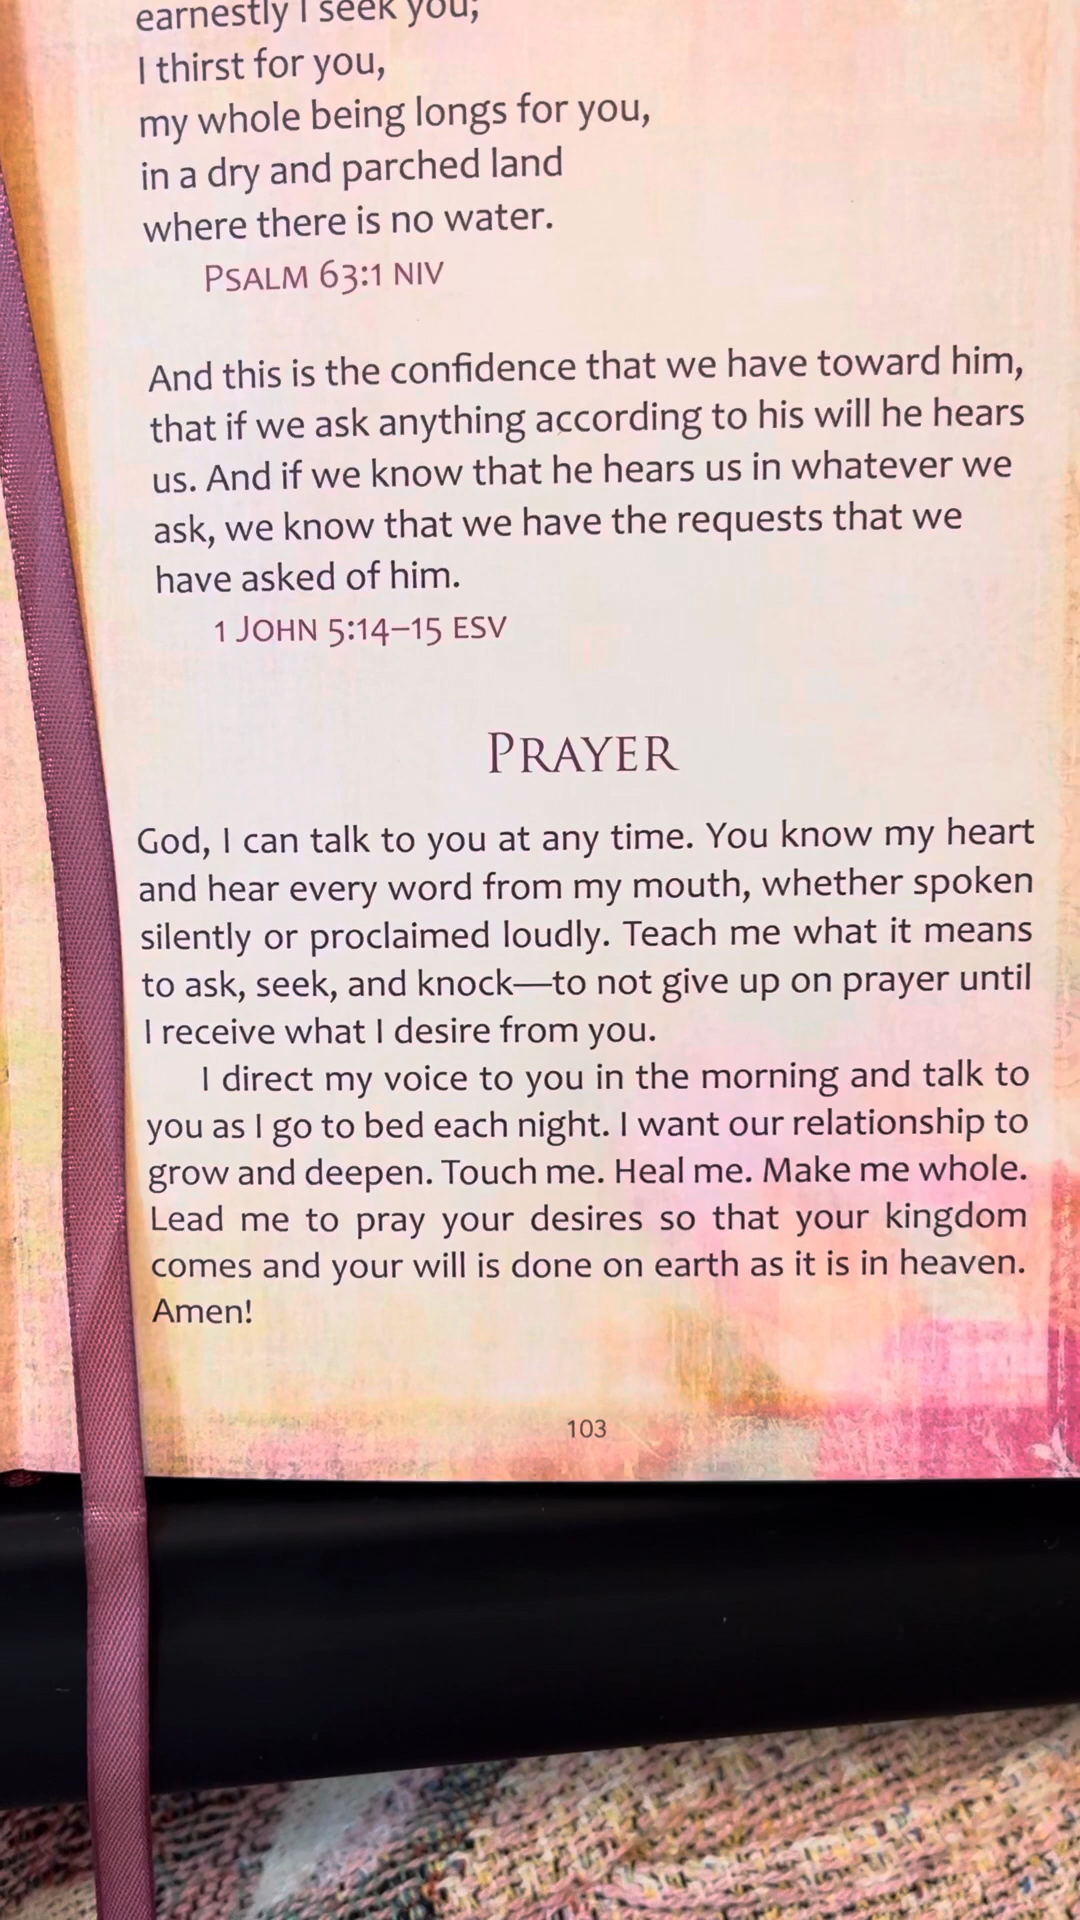 earnestly I seek you;
I thirst for you,
my whole being longs for you,
in a dry and parched land
where there is no water.
PSALM 63:1 NIV
And this is the confidence that we have toward him,
that if we ask anything according to his will he hears
us. And if we know that he hears us in whatever we
ask, we know that we have the requests that we
have asked of him.
1 JOHN 5:14–15 ESV
PRAYER
God, I can talk to you at any time. You know my heart
and hear every word from my mouth, whether spoken
silently or proclaimed loudly. Teach me what it means
to ask, seek, and knock—to not give up on prayer until
I receive what I desire from you.
I direct my voice to you in the morning and talk to
you as I go to bed each night. I want our relationship to
grow and deepen. Touch me. Heal me. Make me whole.
Lead me to pray your desires so that your kingdom
comes and your will is done on earth as it is in heaven.
Amen!
103